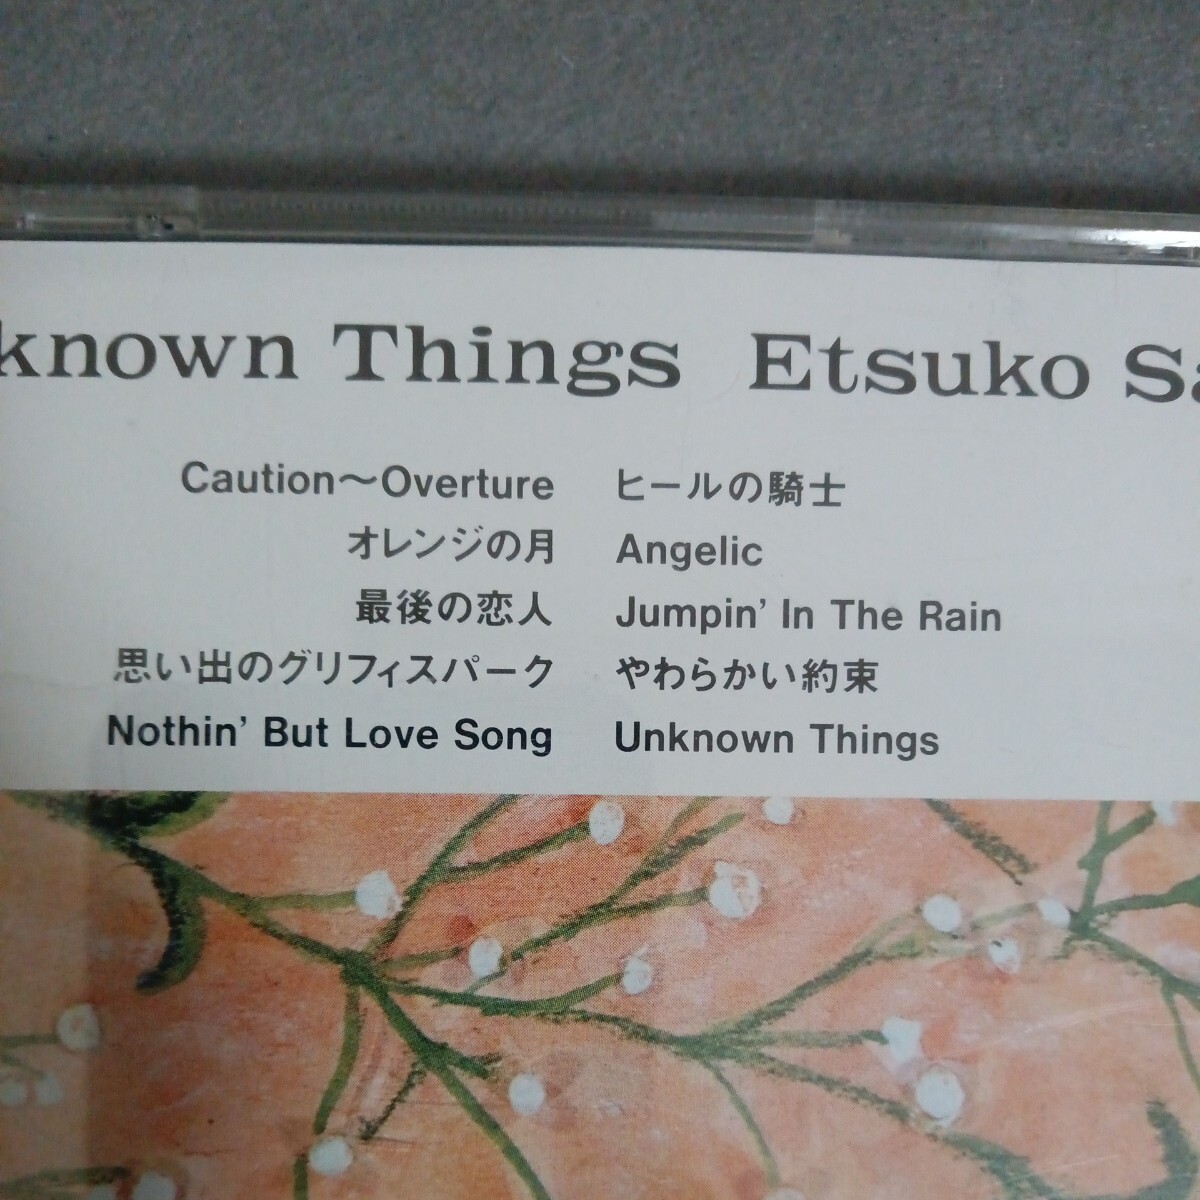 known Things Etsuko Sa
Caution～Overture
オレンジの月
最後の恋人
思い出のグリフィスパーク
Nothin' But Love Song
ヒールの騎士
Angelic
Jumpin' In The Rain
やわらかい約束
Unknown Things